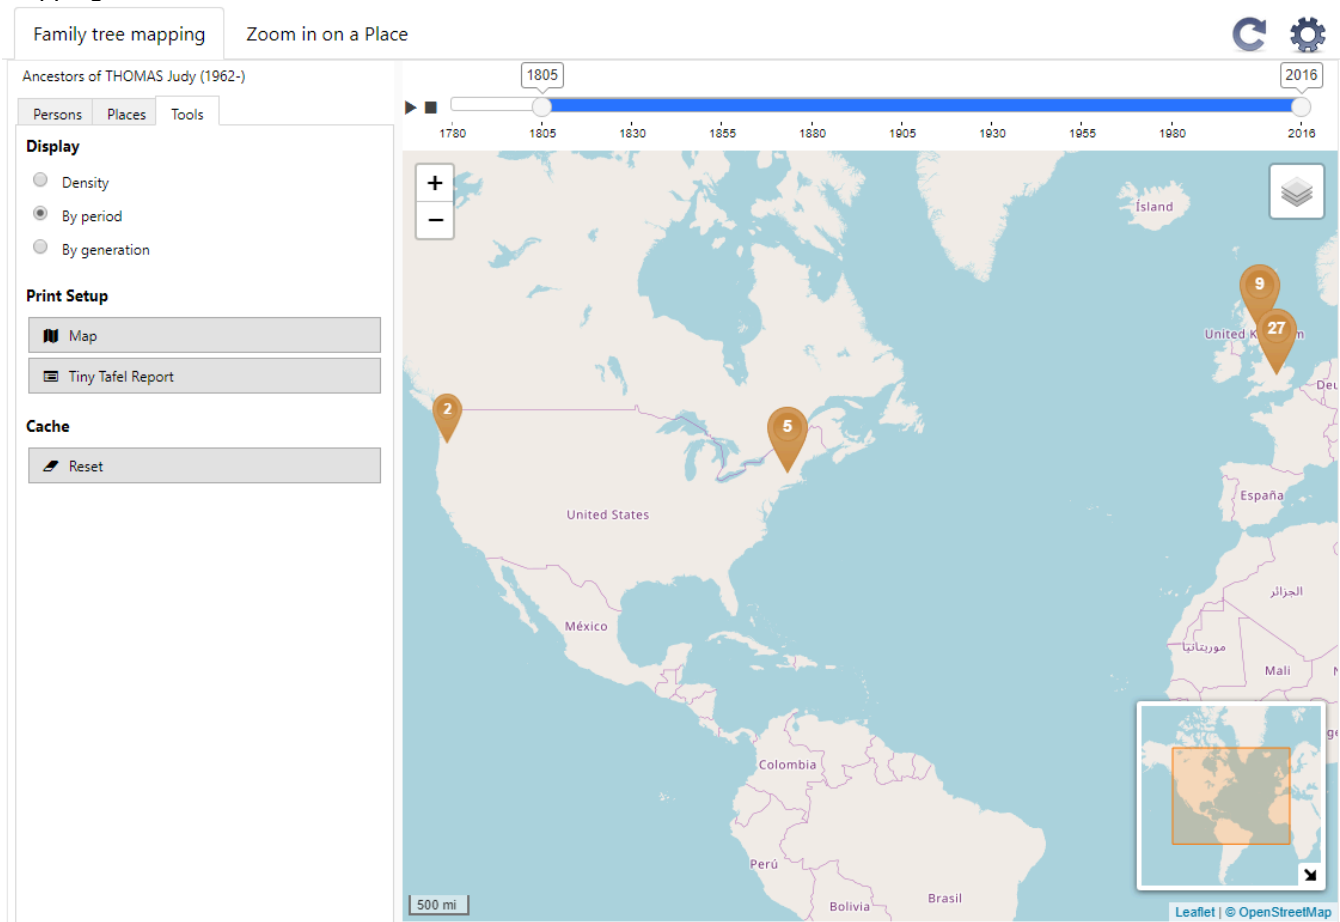 Family tree mapping
Zoom in on a Place
Ancestors of THOMAS Judy (1962-)
Persons
Places
Tools
Display
Density
By period
By generation
Print Setup
Map
Tiny Tafel Report
Cache
Reset
1805
2016
1780 1805 1830 1855 1880 1905 1930 1955 1980 2016
+
−
Ísland
9
27
United K
m
Deu
2
5
España
United States
الجزائر
México
موريتانيا
Mali
Colombia
Perú
Bolivia
Brasil
500 mi
Leaflet | © OpenStreetMap